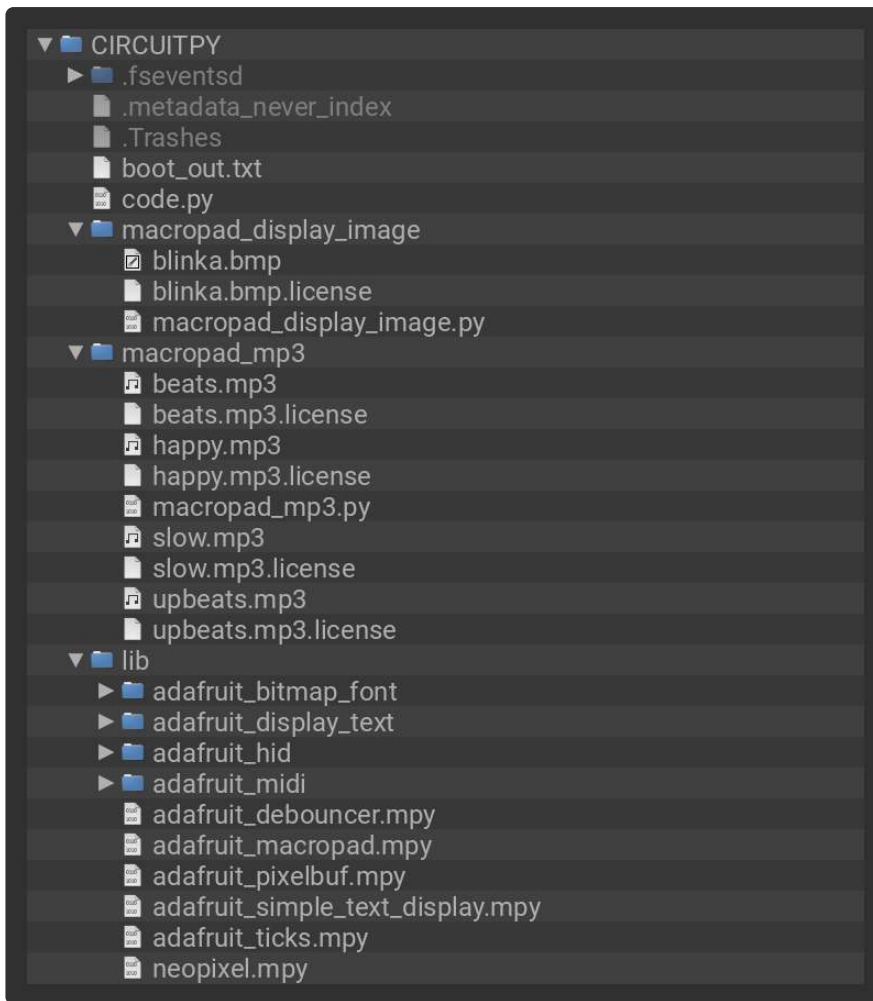 CIRCUITPY
.fseventsd
.metadata_never_index
.Trashes
boot_out.txt
code.py
macropad_display_image
blinka.bmp
blinka.bmp.license
macropad_display_image.py
macropad_mp3
beats.mp3
beats.mp3.license
happy.mp3
happy.mp3.license
macropad_mp3.py
slow.mp3
slow.mp3.license
upbeats.mp3
upbeats.mp3.license
lib
adafruit_bitmap_font
adafruit_display_text
adafruit_hid
adafruit_midi
adafruit_debouncer.mpy
adafruit_macropad.mpy
adafruit_pixelbuf.mpy
adafruit_simple_text_display.mpy
adafruit_ticks.mpy
neopixel.mpy